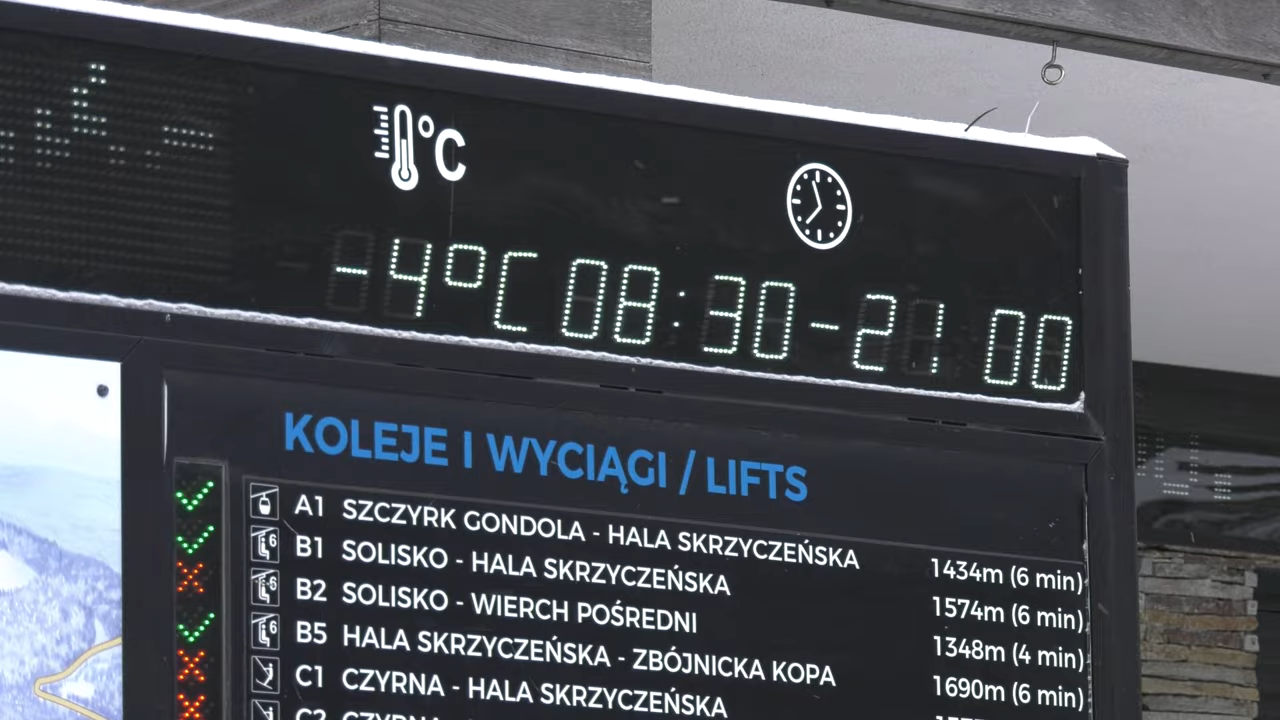 °C
-4°C 08:30-21 00
KOLEJE I WYCIĄGI / LIFTS
A1 SZCZYRK GONDOLA - HALA SKRZYCZEŃSKA 1434m (6 min)
B1 SOLISKO - HALA SKRZYCZEŃSKA 1574m (6 min)
B2 SOLISKO - WIERCH POŚREDNI 1348m (4 min)
B5 HALA SKRZYCZEŃSKA - ZBÓJNICKA KOPA 1690m (6 min)
C1 CZYRNA - HALA SKRZYCZEŃSKA